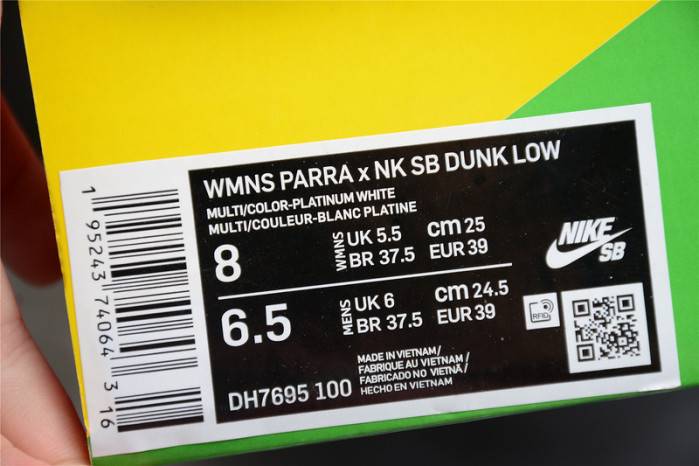 WMNS PARRA x NK SB DUNK LOW
MULTI/COLOR-PLATINUM WHITE
MULTI/COULEUR-BLANC PLATINE
8 WMNS UK 5.5 cm 25
BR 37.5 EUR 39
6.5 MENS UK 6 cm 24.5
BR 37.5 EUR 39
NIKE
SB
RFID
MADE IN VIETNAM/
FABRIQUE AU VIETNAM/
FABRICADO NO VIETNÃ/
HECHO EN VIETNAM
DH7695 100
1 95243 74064 3 16